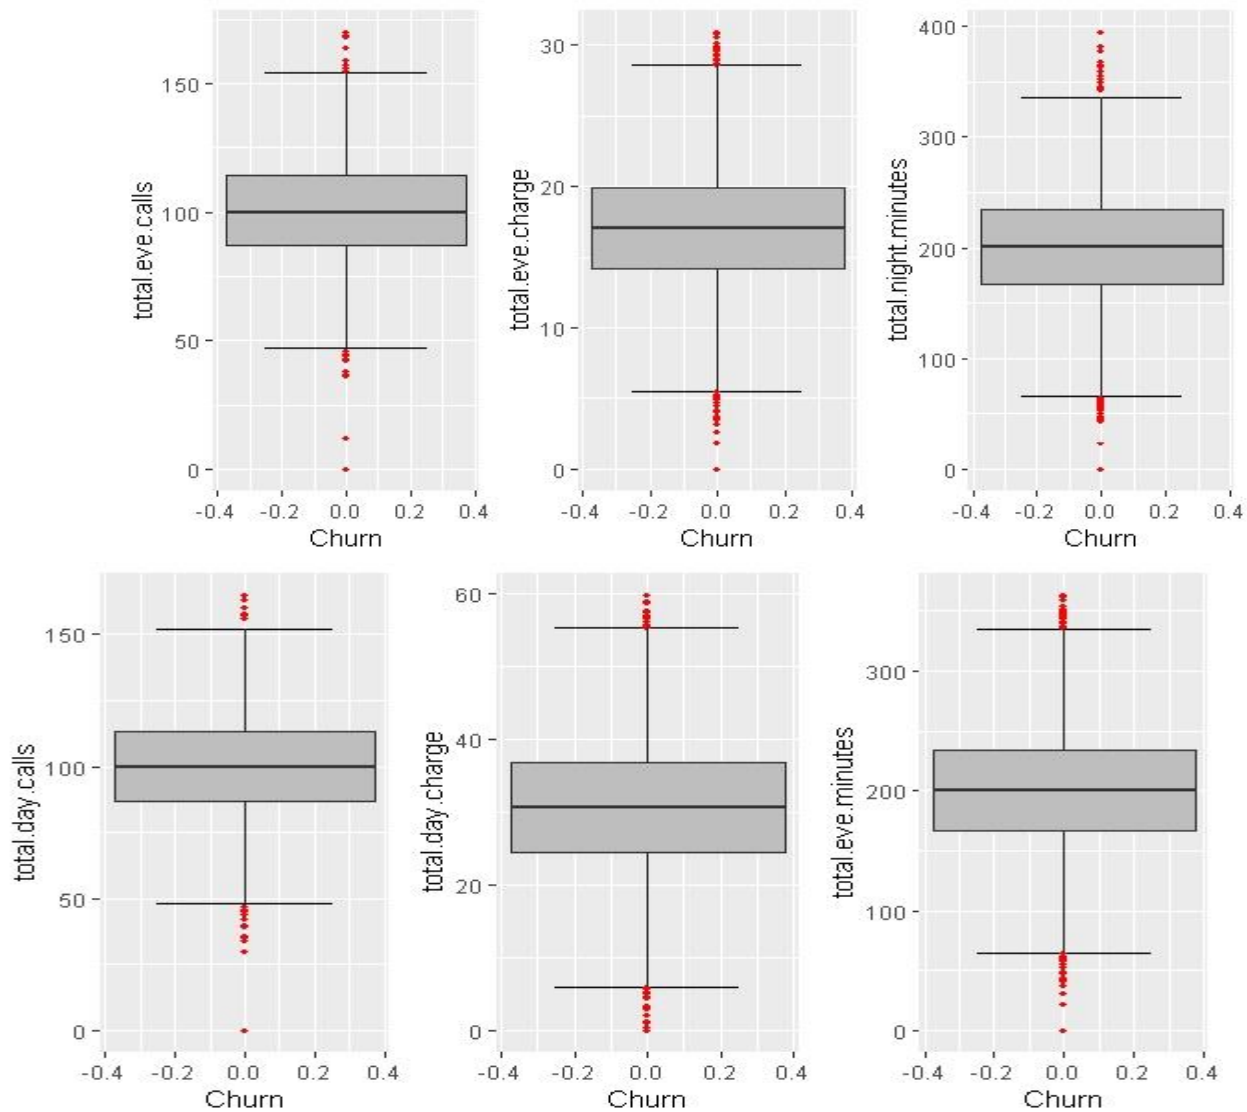 total.eve.calls
150
100
50
0
-0.4 -0.2 0.0 0.2 0.4
Churn
total.eve.charge
30
20
10
0
-0.4 -0.2 0.0 0.2 0.4
Churn
total.night.minutes
400
300
200
100
0
-0.4 -0.2 0.0 0.2 0.4
Churn
total.day.calls
150
100
50
0
-0.4 -0.2 0.0 0.2 0.4
Churn
total.day.charge
60
40
20
0
-0.4 -0.2 0.0 0.2 0.4
Churn
total.eve.minutes
300
200
100
0
-0.4 -0.2 0.0 0.2 0.4
Churn